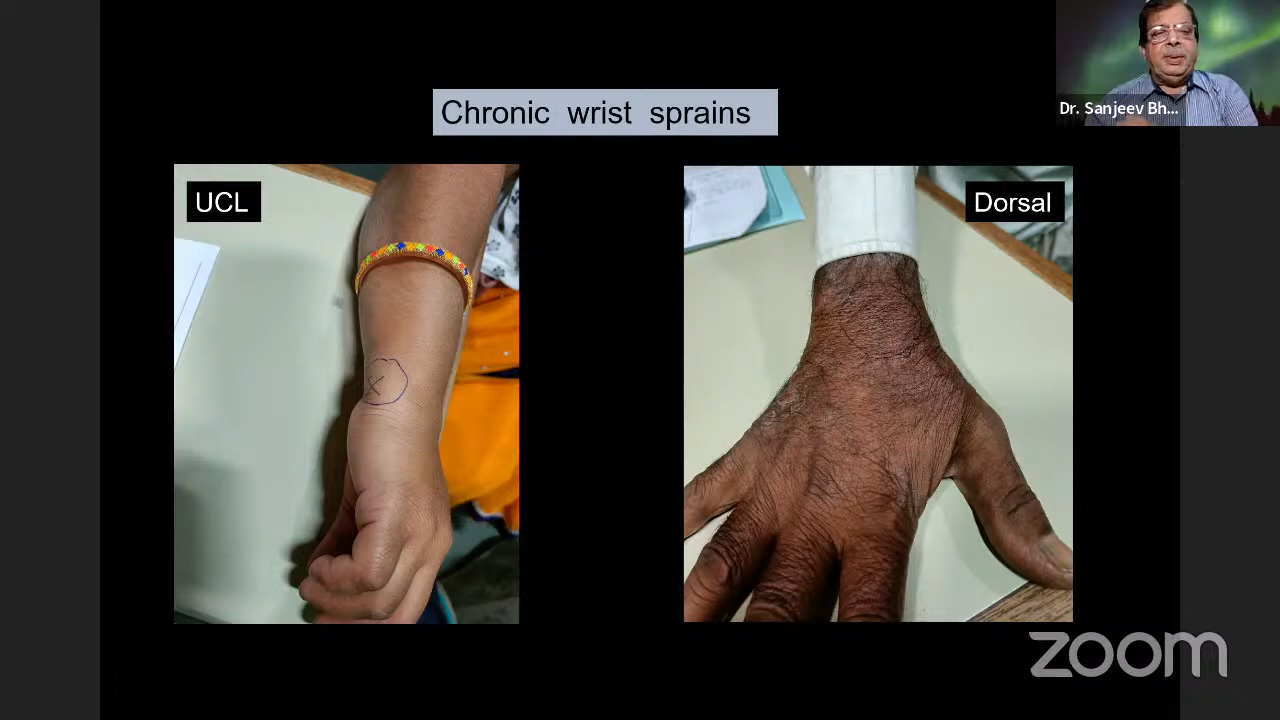 Dr. Sanjeev Bh...
Chronic wrist sprains
UCL
Dorsal
X
zoom